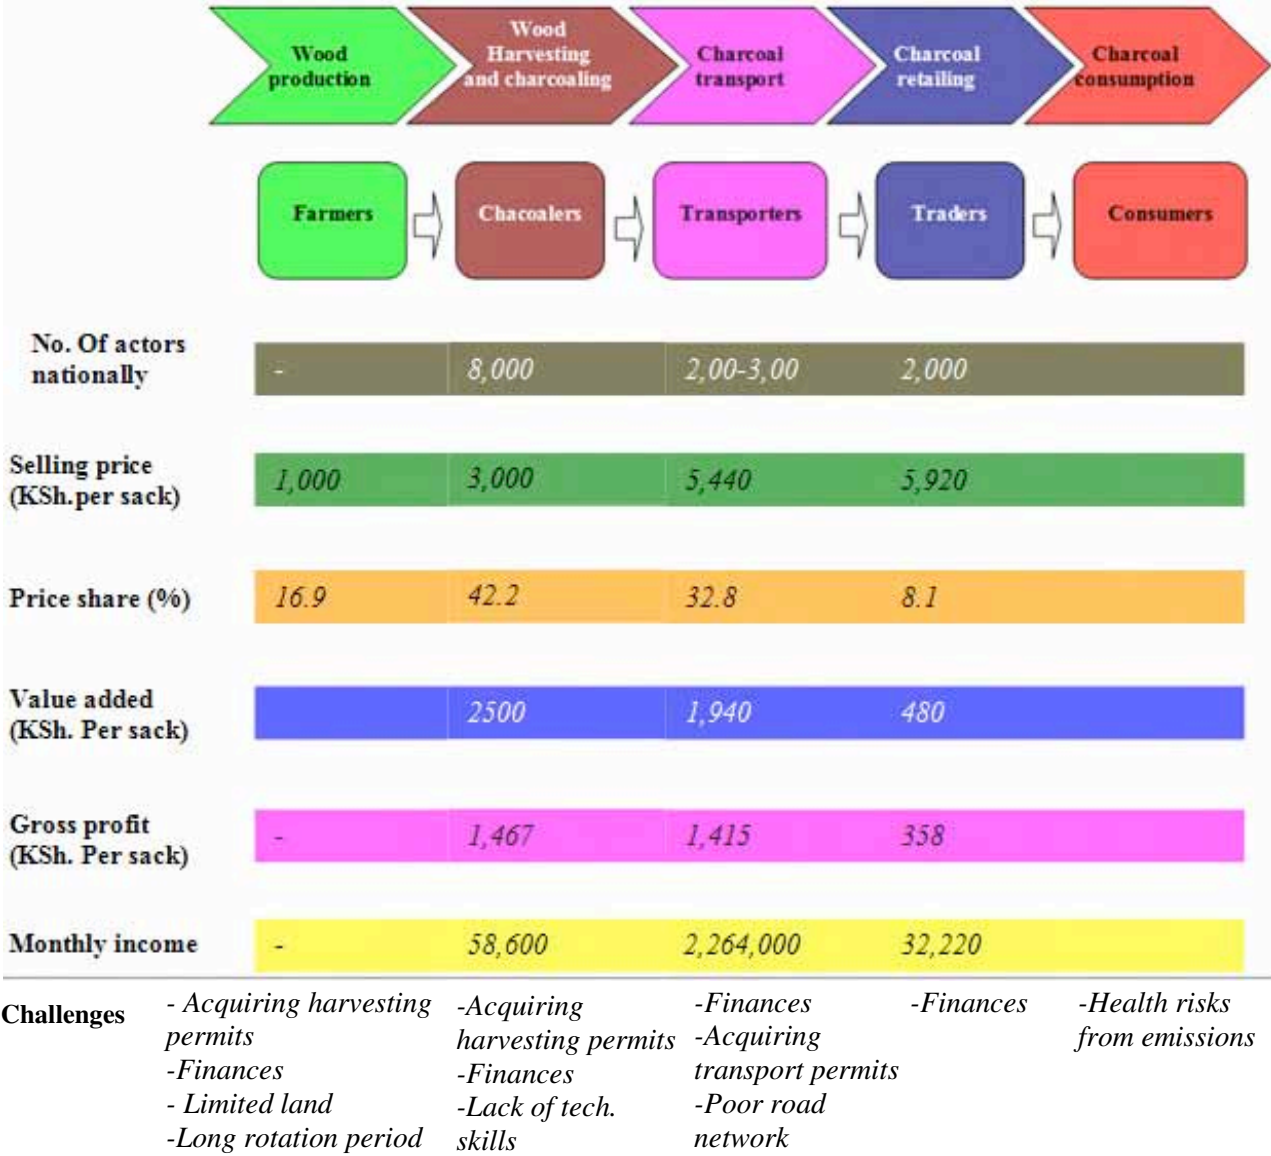 Wood
production
Wood
Harvesting
and charcoaling
Charcoal
transport
Charcoal
retailing
Charcoal
consumption
Farmers
Chacoalers
Transporters
Traders
Consumers
No. Of actors
nationally
- 8,000 2,00-3,00 2,000
Selling price
(KSh.per sack)
1,000 3,000 5,440 5,920
Price share (%) 16.9 42.2 32.8 8.1
Value added
(KSh. Per sack)
2500 1,940 480
Gross profit
(KSh. Per sack)
- 1,467 1,415 358
Monthly income - 58,600 2,264,000 32,220
Challenges
- Acquiring harvesting
permits
-Finances
- Limited land
-Long rotation period
-Acquiring
harvesting permits
-Finances
-Lack of tech.
skills
-Finances
-Acquiring
transport permits
-Poor road
network
-Finances
-Health risks
from emissions